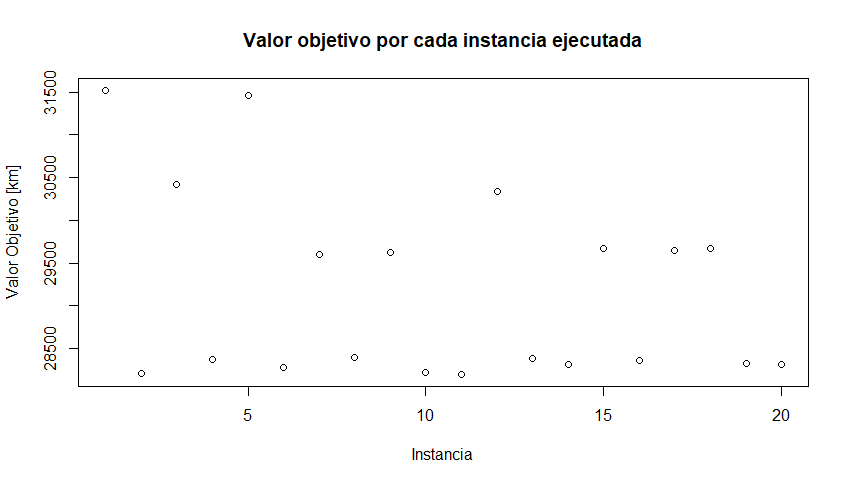 Valor objetivo por cada instancia ejecutada
Valor Objetivo [km]
31500
30500
29500
28500
5 10 15 20
Instancia